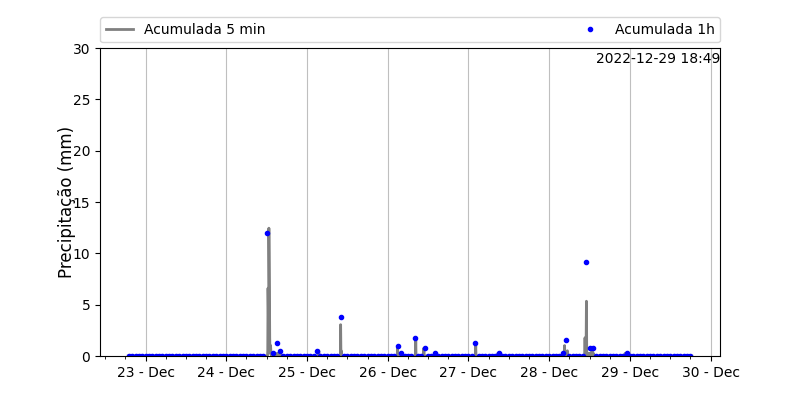 Acumulada 5 min Acumulada 1h
2022-12-29 18:49
Precipitação (mm)
30
25
20
15
10
5
0
23 - Dec 24 - Dec 25 - Dec 26 - Dec 27 - Dec 28 - Dec 29 - Dec 30 - Dec